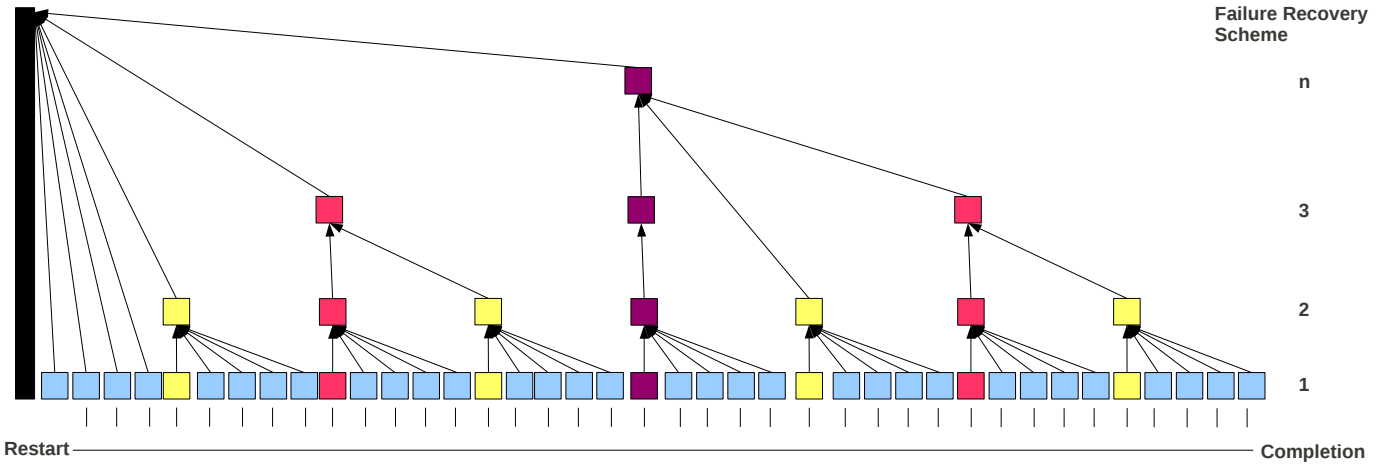 Failure Recovery
Scheme
n
3
2
1
Restart
Completion